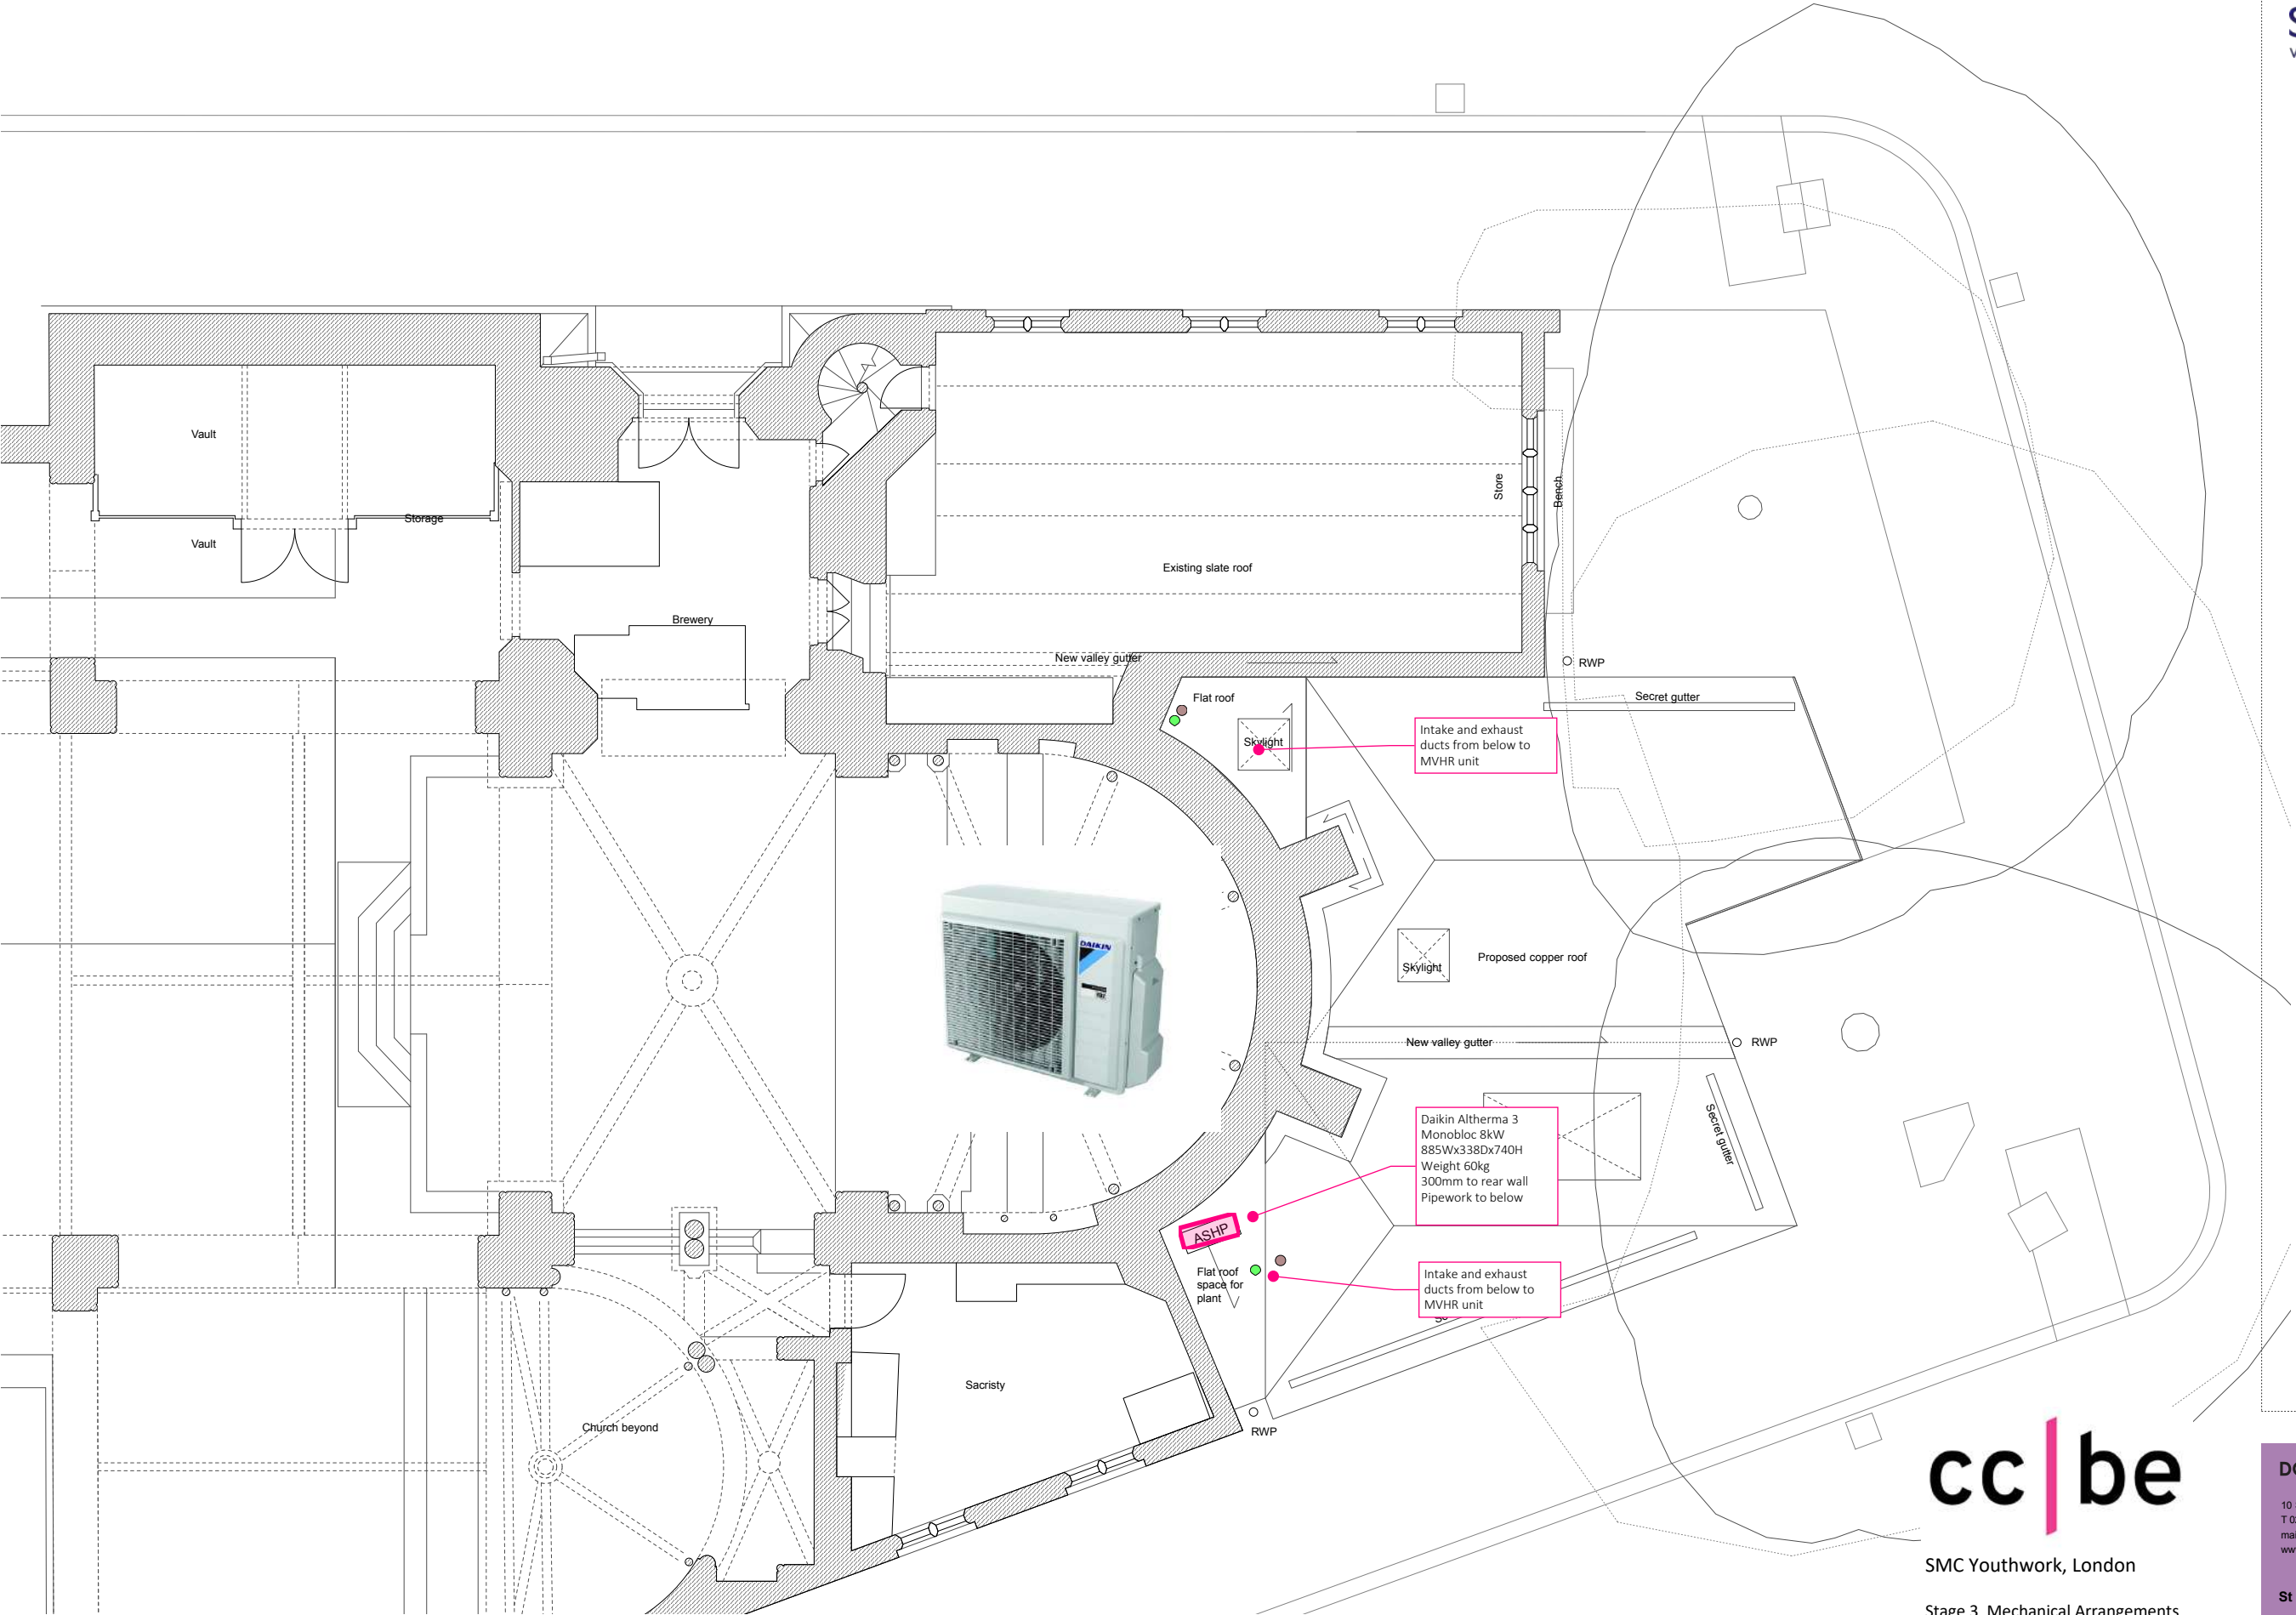 Vault
Storage
Vault
Brewery
Existing slate roof
Store
Bench
New valley gutter
RWP
Flat roof
Secret gutter
Skylight
Intake and exhaust
ducts from below to
MVHR unit
DAIKIN
Skylight
Proposed copper roof
New valley gutter
RWP
Daikin Altherma 3
Monobloc 8kW
885Wx338Dx740H
Weight 60kg
300mm to rear wall
Pipework to below
Secret gutter
ASHP
Flat roof
space for
plant
Intake and exhaust
ducts from below to
MVHR unit
Sacristy
Church beyond
RWP
cc|be
SMC Youthwork, London
Stage 3 Mechanical Arrangements
10
St